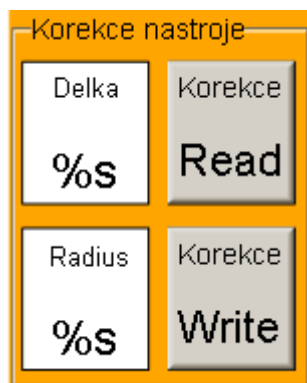 Korekce nastroje
Delka
%s
Korekce
Read
Radius
%s
Korekce
Write